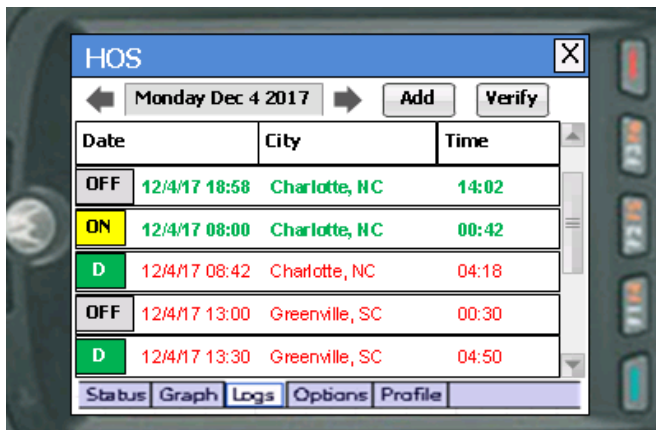 HOS X
Monday Dec 4 2017 Add Verify
Date City Time
OFF 12/4/17 18:58 Charlotte, NC 14:02
ON 12/4/17 08:00 Charlotte, NC 00:42
D 12/4/17 08:42 Charlotte, NC 04:18
OFF 12/4/17 13:00 Greenville, SC 00:30
D 12/4/17 13:30 Greenville, SC 04:50
Status Graph Logs Options Profile